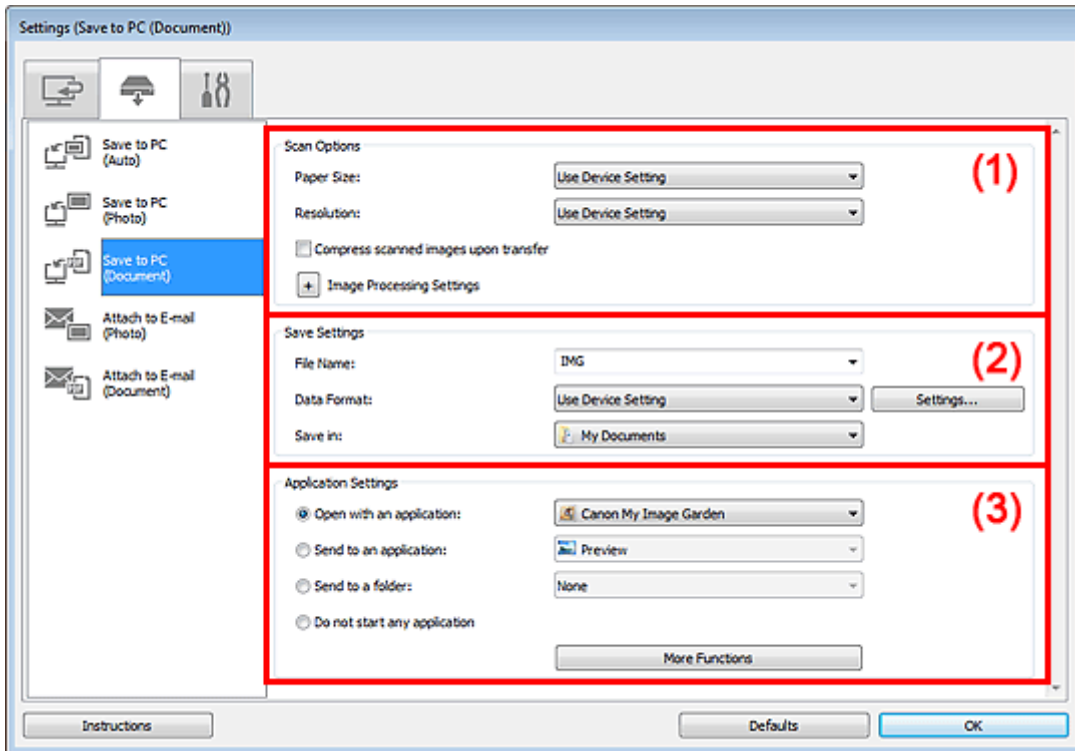 Settings (Save to PC (Document))
Save to PC
(Auto)
Save to PC
(Photo)
Save to PC
(Document)
Attach to E-mail
(Photo)
Attach to E-mail
(Document)
Scan Options
(1)
Paper Size: Use Device Setting
Resolution: Use Device Setting
Compress scanned images upon transfer
+ Image Processing Settings
Save Settings
(2)
File Name: IMG
Data Format: Use Device Setting Settings...
Save in: My Documents
Application Settings
(3)
Open with an application: Canon My Image Garden
Send to an application: Preview
Send to a folder: None
Do not start any application
More Functions
Instructions Defaults OK